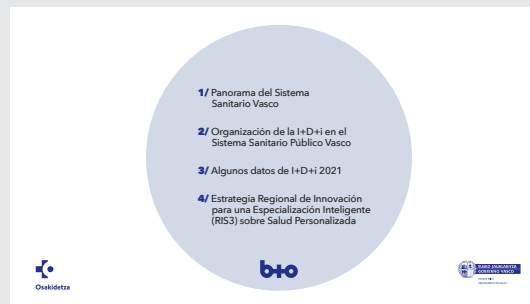 1/ Panorama del Sistema
Sanitario Vasco
2/ Organización de la I+D+i en el
Sistema Sanitario Público Vasco
3/ Algunos datos de I+D+i 2021
4/ Estrategia Regional de Innovación
para una Especialización Inteligente
(RIS3) sobre Salud Personalizada
Osakidetza
b+o
EUSKO JAURLARITZA
GOBIERNO VASCO